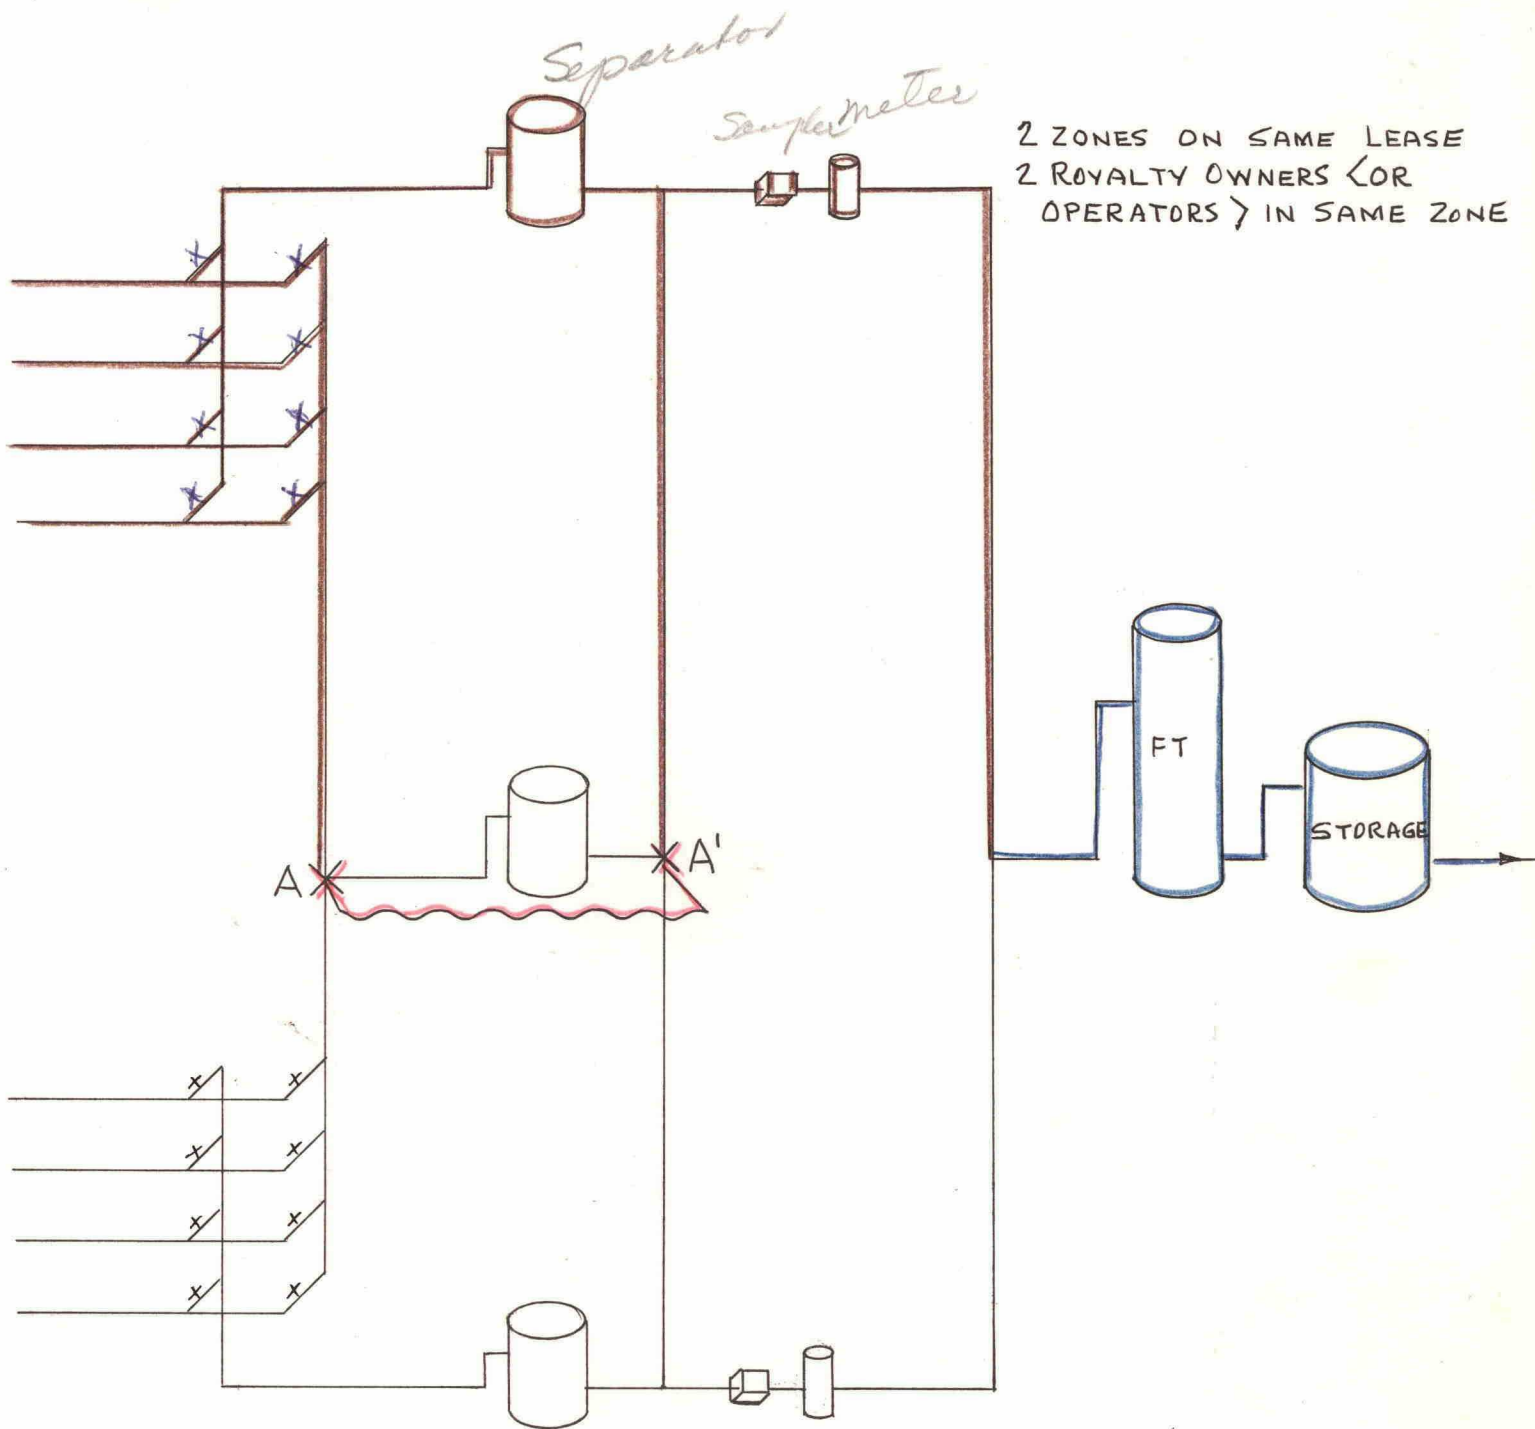 Separator
Sampler Meter
2 ZONES ON SAME LEASE
2 ROYALTY OWNERS <OR
OPERATORS > IN SAME ZONE
X X
X X
X X
X X
FT
STORAGE
A X
X A'
x x
x x
x x
x x